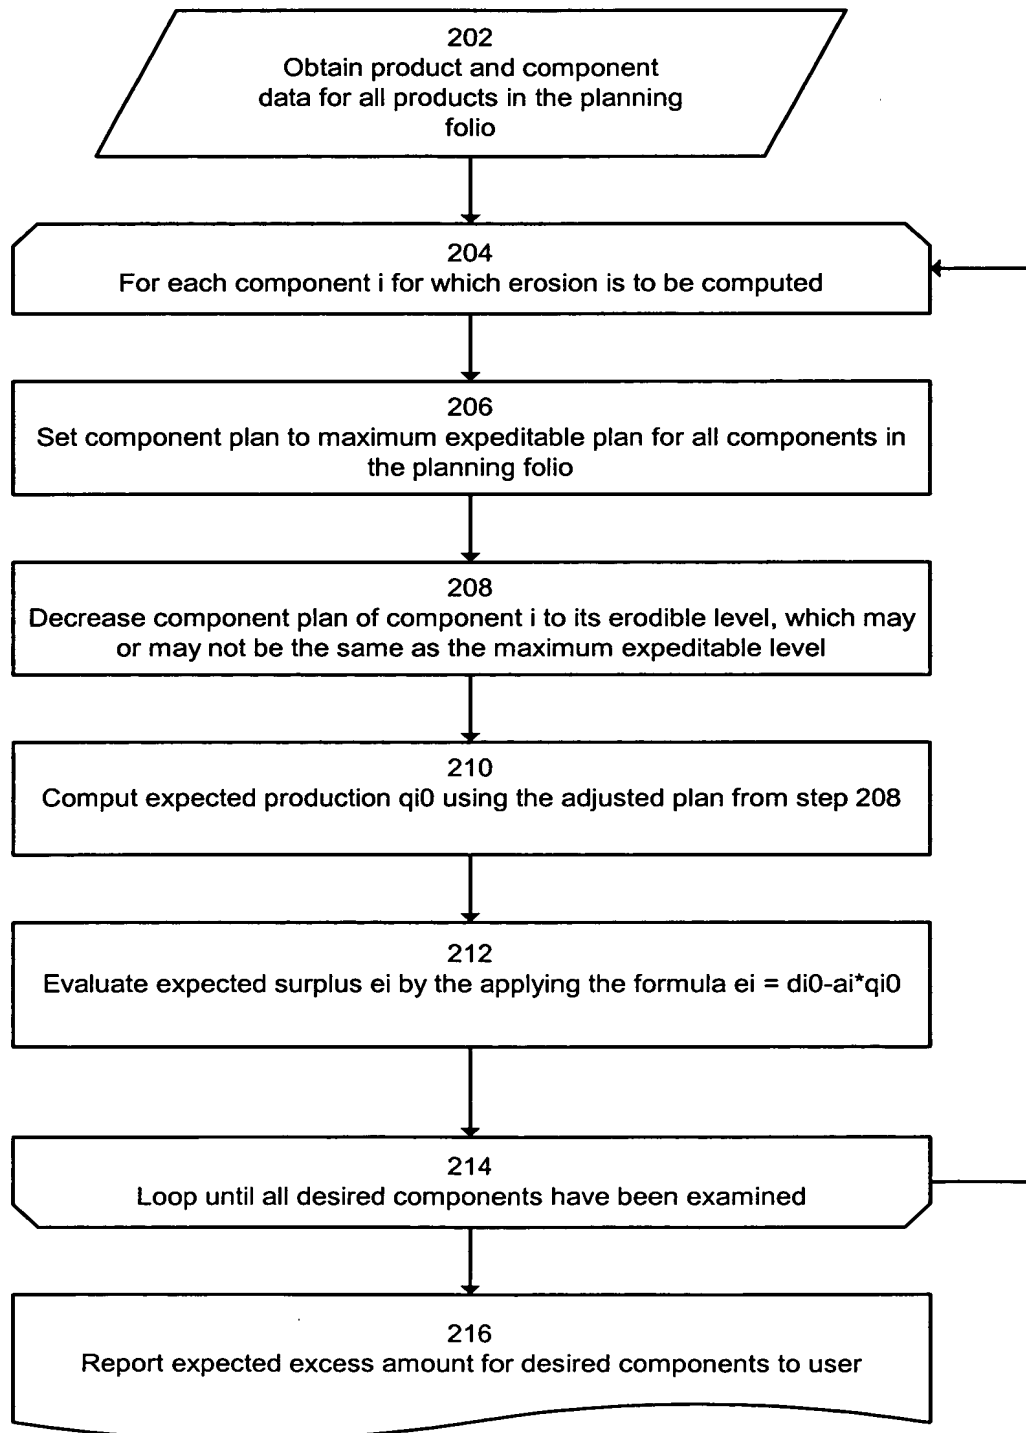 202
Obtain product and component
data for all products in the planning
folio
204
For each component i for which erosion is to be computed
206
Set component plan to maximum expeditable plan for all components in
the planning folio
208
Decrease component plan of component i to its erodible level, which may
or may not be the same as the maximum expeditable level
210
Comput expected production qi0 using the adjusted plan from step 208
212
Evaluate expected surplus ei by the applying the formula ei = di0-ai*qi0
214
Loop until all desired components have been examined
216
Report expected excess amount for desired components to user